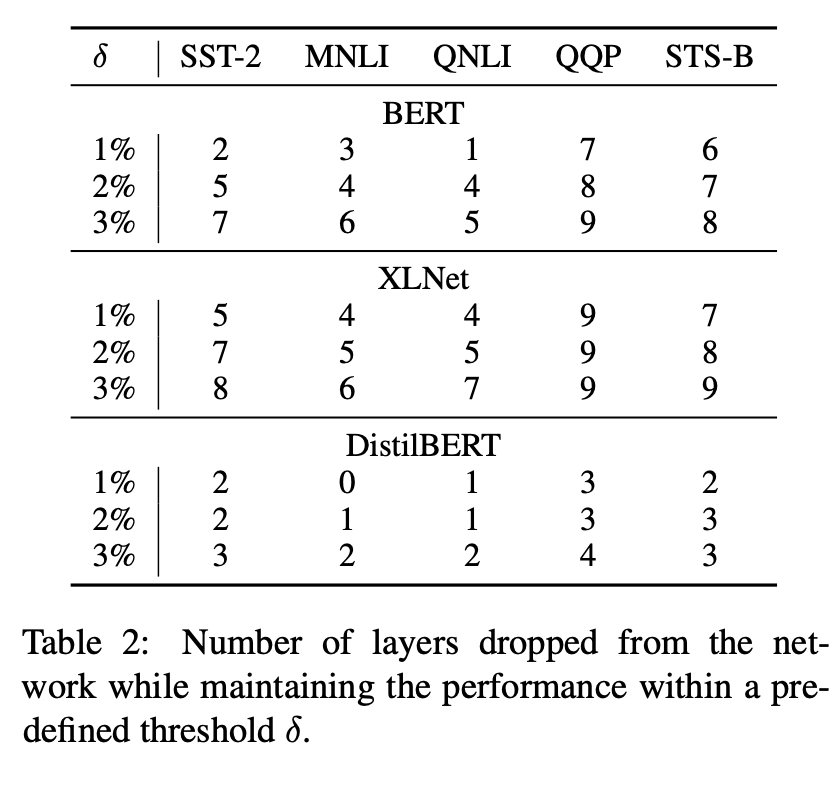 δ SST-2 MNLI QNLI QQP STS-B
BERT
1% 2 3 1 7 6
2% 5 4 4 8 7
3% 7 6 5 9 8
XLNet
1% 5 4 4 9 7
2% 7 5 5 9 8
3% 8 6 7 9 9
DistilBERT
1% 2 0 1 3 2
2% 2 1 1 3 3
3% 3 2 2 4 3
Table 2: Number of layers dropped from the net-
work while maintaining the performance within a pre-
defined threshold δ.